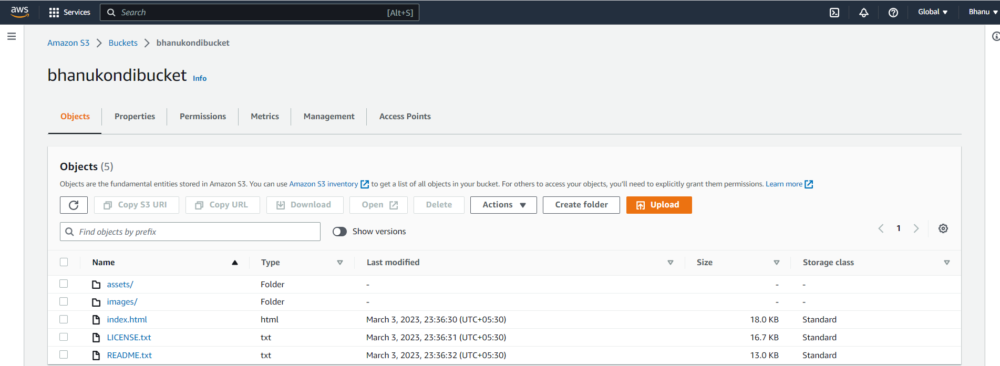 aws Services Search [Alt+S] Global Bhanu
Amazon S3 Buckets bhanukondibucket
bhanukondibucket Info
Objects Properties Permissions Metrics Management Access Points
Objects (5)
Objects are the fundamental entities stored in Amazon S3. You can use Amazon S3 inventory to get a list of all objects in your bucket. For others to access your objects, you'll need to explicitly grant them permissions. Learn more
Copy S3 URI Copy URL Download Open Delete Actions Create folder Upload
Find objects by prefix Show versions 1
Name Type Last modified Size Storage class
assets/ Folder - - -
images/ Folder - - -
index.html html March 3, 2023, 23:36:30 (UTC+05:30) 18.0 KB Standard
LICENSE.txt txt March 3, 2023, 23:36:31 (UTC+05:30) 16.7 KB Standard
README.txt txt March 3, 2023, 23:36:32 (UTC+05:30) 13.0 KB Standard